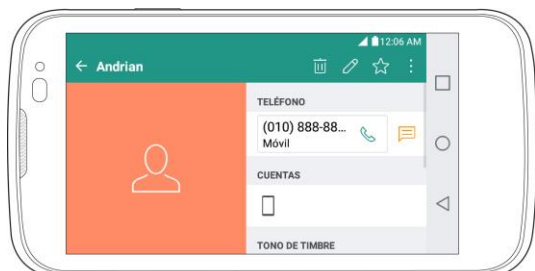 12:06 AM
Andrian
TELÉFONO
(010) 888-88...
Móvil
CUENTAS
TONO DE TIMBRE